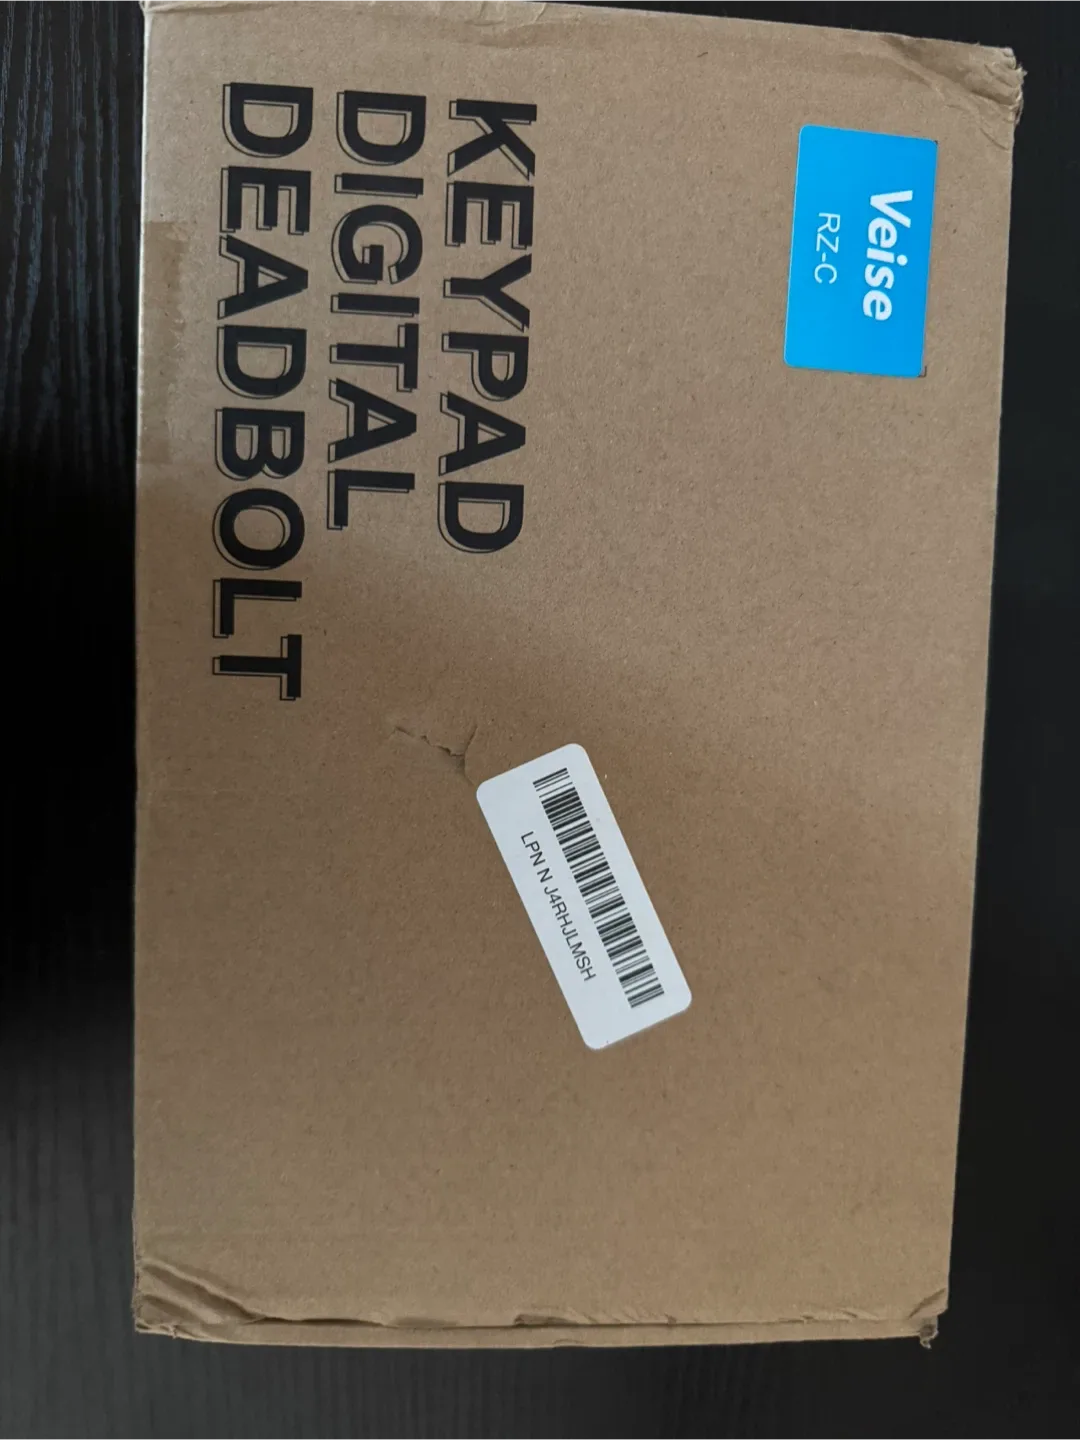 Veise
RZ-C
KEYPAD
DIGITAL
DEADBOLT
LPN N J4RHJLMSH